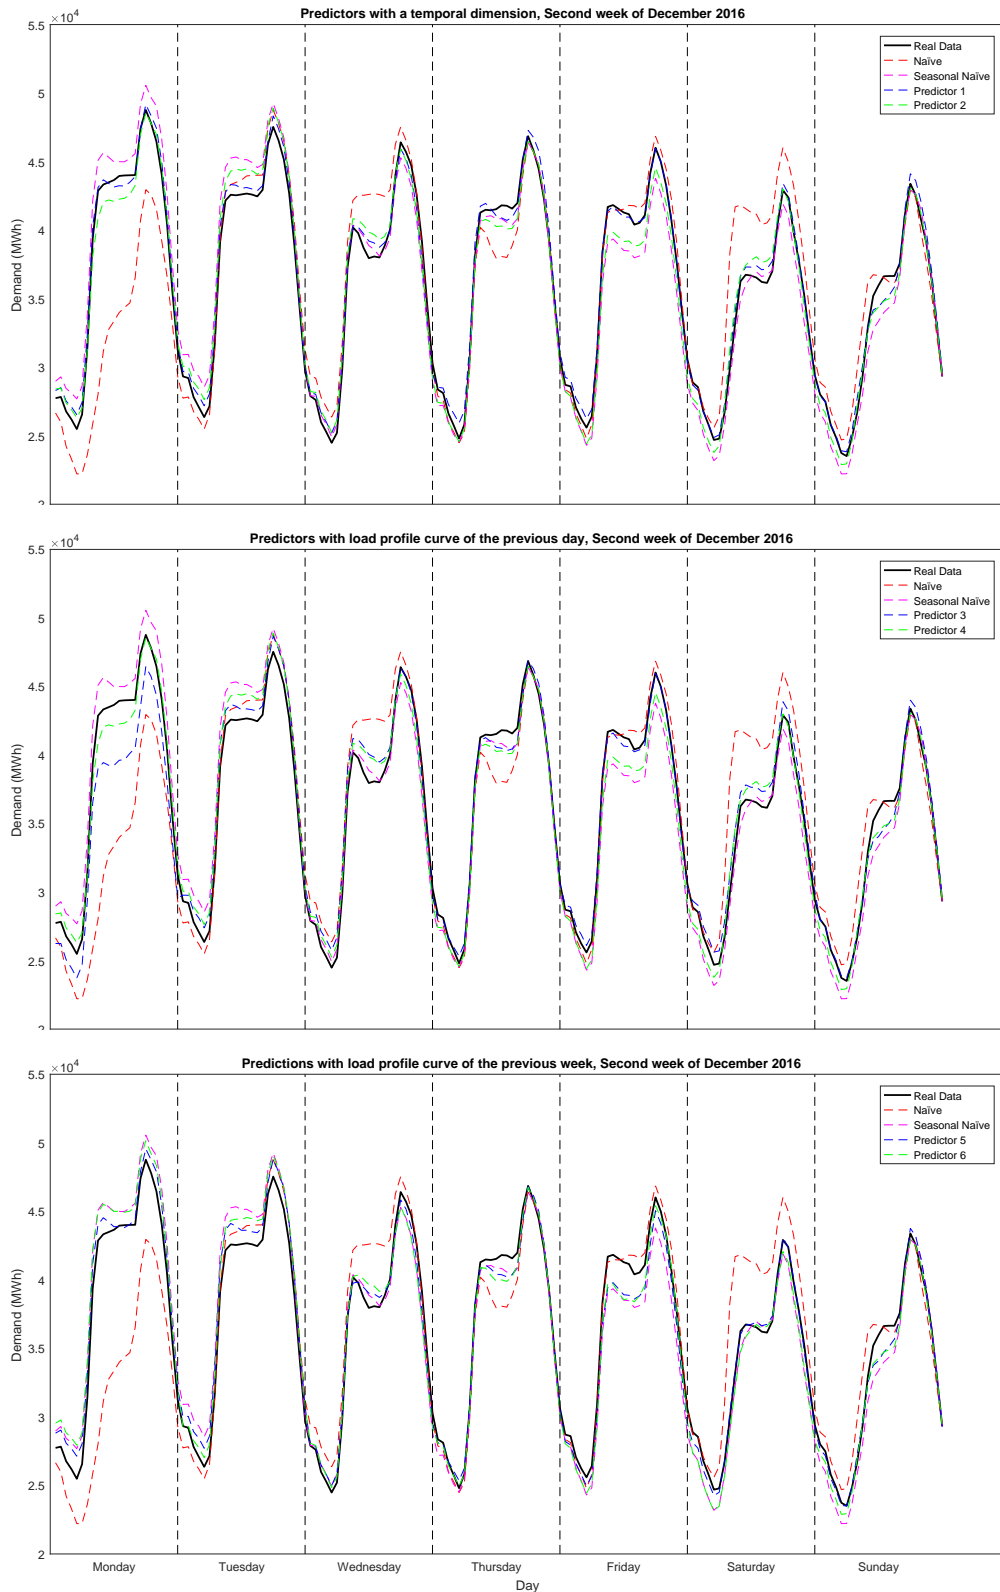 Predictors with a temporal dimension, Second week of December 2016
×10⁴
5.5
5
4.5
4
3.5
3
2.5
2
Demand (MWh)
Real Data
Naïve
Seasonal Naïve
Predictor 1
Predictor 2
Predictors with load profile curve of the previous day, Second week of December 2016
×10⁴
5.5
5
4.5
4
3.5
3
2.5
2
Demand (MWh)
Real Data
Naïve
Seasonal Naïve
Predictor 3
Predictor 4
Predictions with load profile curve of the previous week, Second week of December 2016
×10⁴
5.5
5
4.5
4
3.5
3
2.5
2
Demand (MWh)
Real Data
Naïve
Seasonal Naïve
Predictor 5
Predictor 6
Monday Tuesday Wednesday Thursday Friday Saturday Sunday
Day